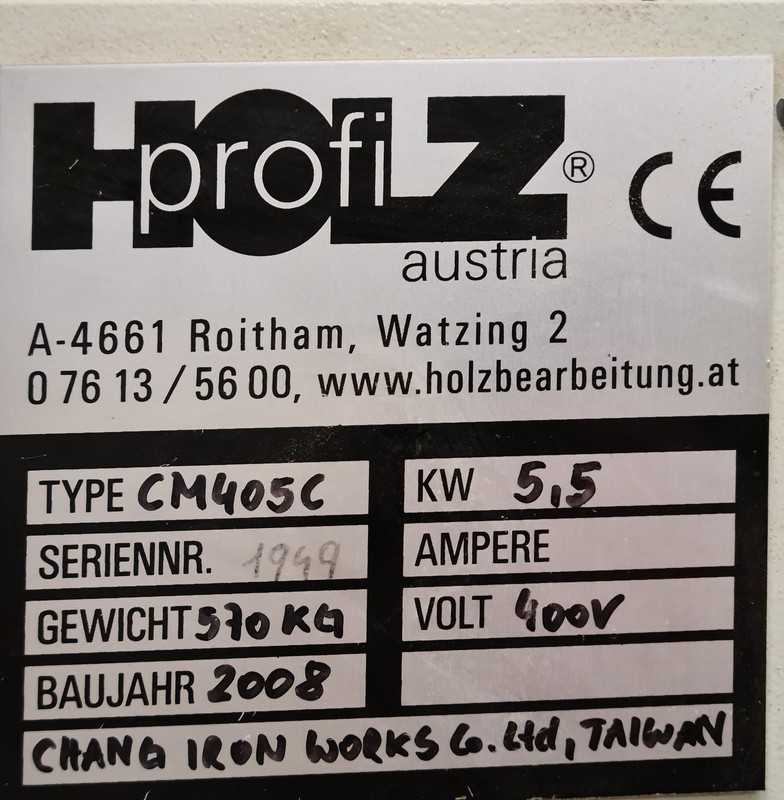 HOLZ profi ®
CE
austria
A-4661 Roitham, Watzing 2
0 76 13 / 56 00, www.holzbearbeitung.at
TYPE CM405C
KW 5,5
SERIENNR. 1949
AMPERE
GEWICHT 570 KG
VOLT 400V
BAUJAHR 2008
CHANG IRON WORKS Co. Ltd, TAIWAN